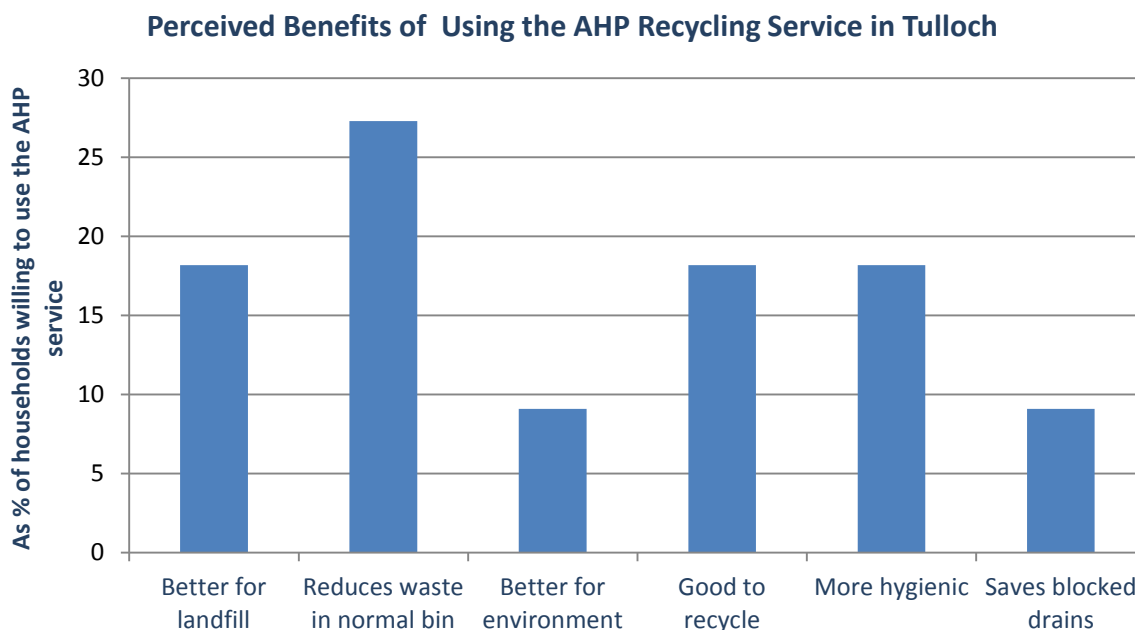 Perceived Benefits of Using the AHP Recycling Service in Tulloch
As % of households willing to use the AHP
service
30
25
20
15
10
5
0
Better for
landfill
Reduces waste
in normal bin
Better for
environment
Good to
recycle
More hygienic
Saves blocked
drains